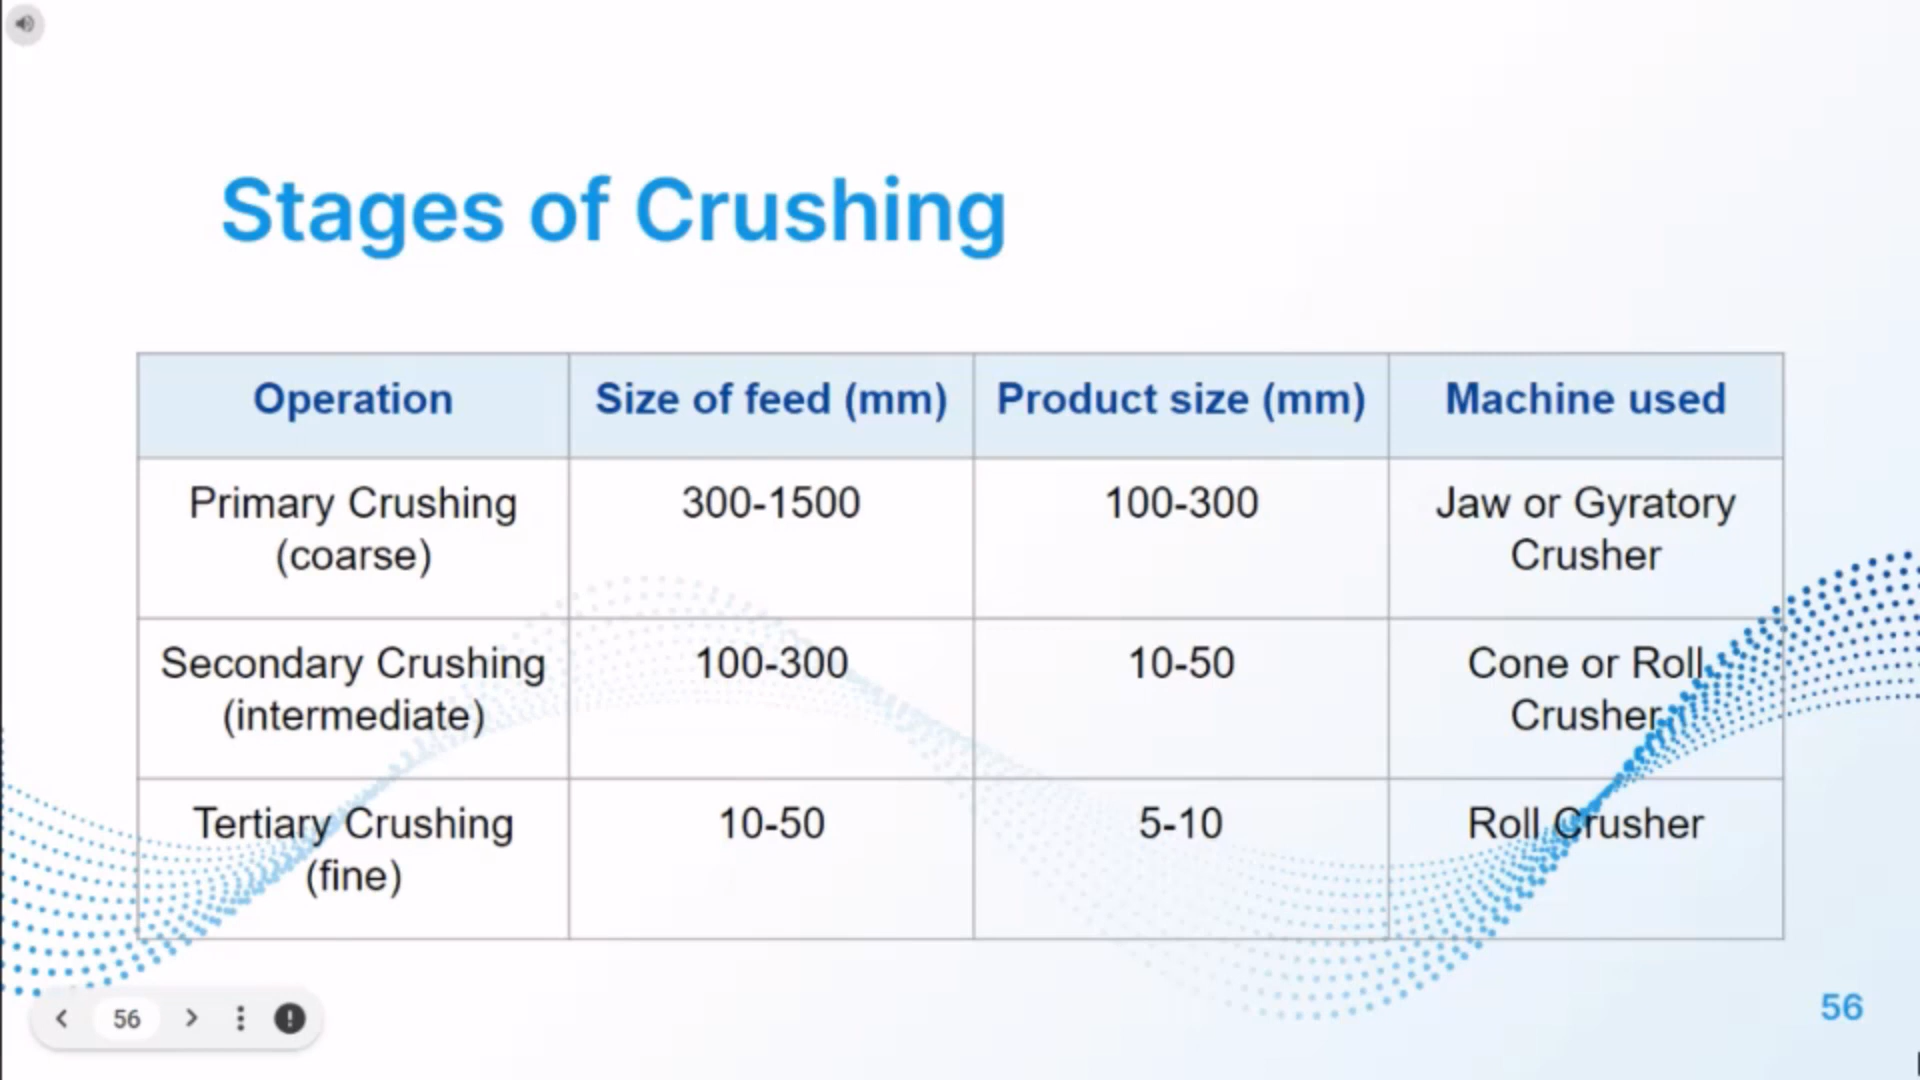 Stages of Crushing
Operation Size of feed (mm) Product size (mm) Machine used
Primary Crushing 300-1500 100-300 Jaw or Gyratory
(coarse) Crusher
Secondary Crushing 100-300 10-50 Cone or Roll
(intermediate) Crusher
Tertiary Crushing 10-50 5-10 Roll Crusher
(fine)
56
56